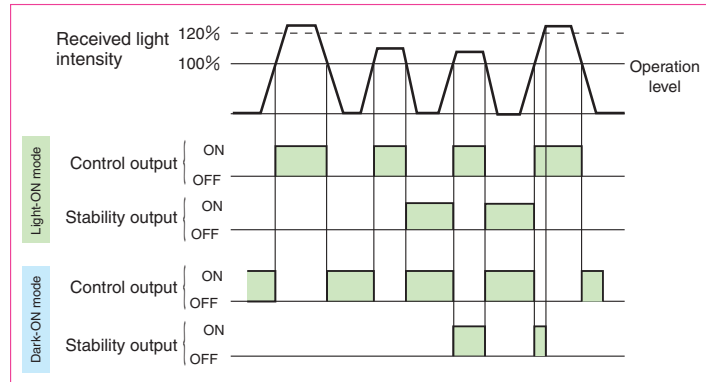 Received light
intensity
120%
100%
Operation
level
Light-ON mode
Control output
ON
OFF
Stability output
ON
OFF
Dark-ON mode
Control output
ON
OFF
Stability output
ON
OFF